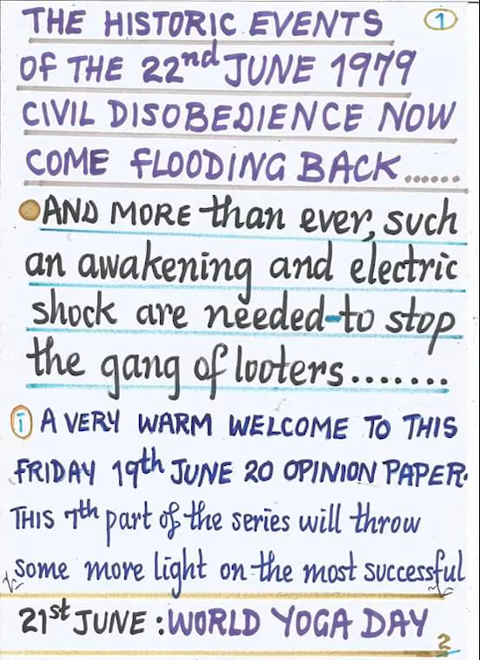 THE HISTORIC EVENTS 1
OF THE 22nd JUNE 1979
CIVIL DISOBEDIENCE NOW
COME FLOODING BACK......
AND MORE than ever, such
an awakening and electric
shock are needed to stop
the gang of looters.......
i A VERY WARM WELCOME TO THIS
FRIDAY 19th JUNE 20 OPINION PAPER.
THIS 7th part of the series will throw
some more light on the most successful
21st JUNE : WORLD YOGA DAY
2